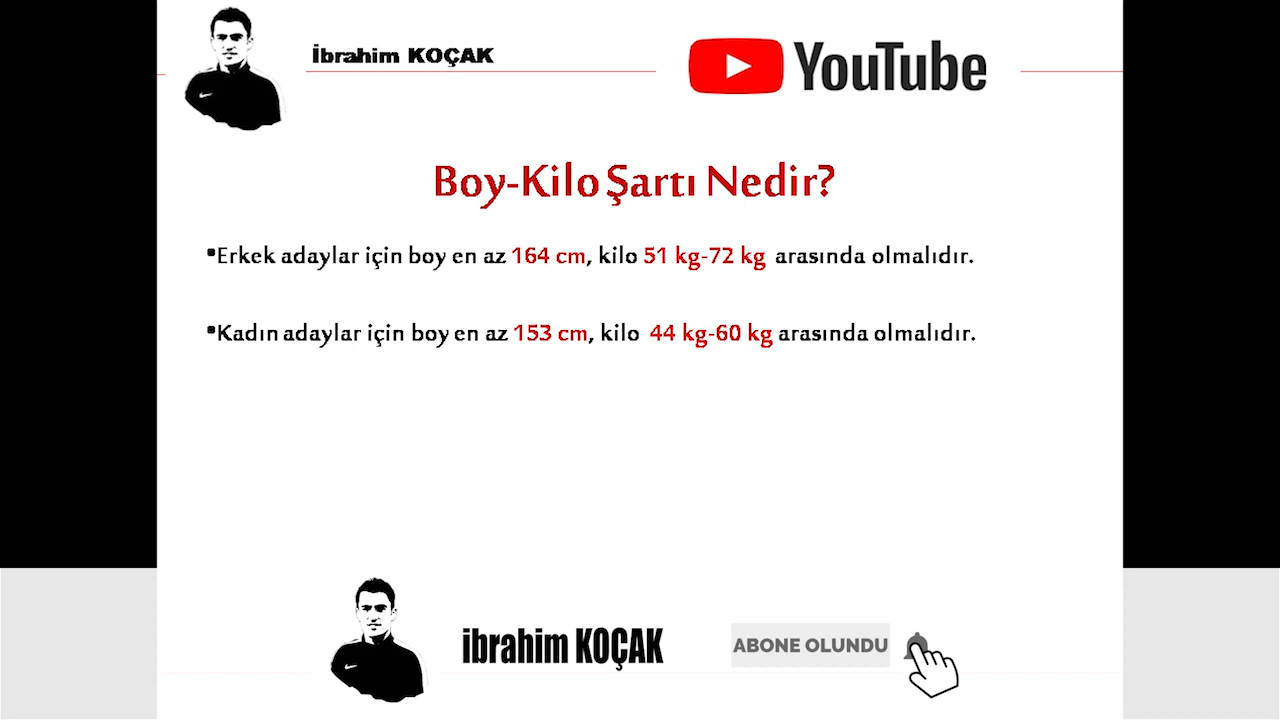 İbrahim KOÇAK
YouTube
Boy-Kilo Şartı Nedir?
▪Erkek adaylar için boy en az 164 cm, kilo 51 kg-72 kg arasında olmalıdır.
▪Kadın adaylar için boy en az 153 cm, kilo 44 kg-60 kg arasında olmalıdır.
ibrahim KOÇAK
ABONE OLUNDU